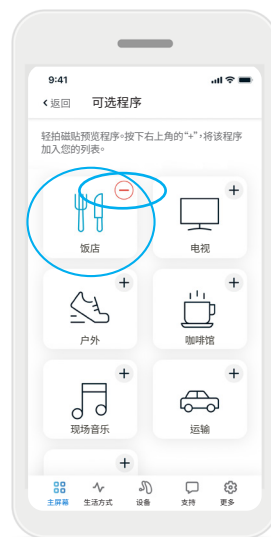 9:41
返回 可选程序
轻拍磁贴预览程序。按下右上角的“+”，将该程序
加入您的列表。
饭店 电视
户外 咖啡馆
现场音乐 运输
主屏幕 生活方式 设备 支持 更多